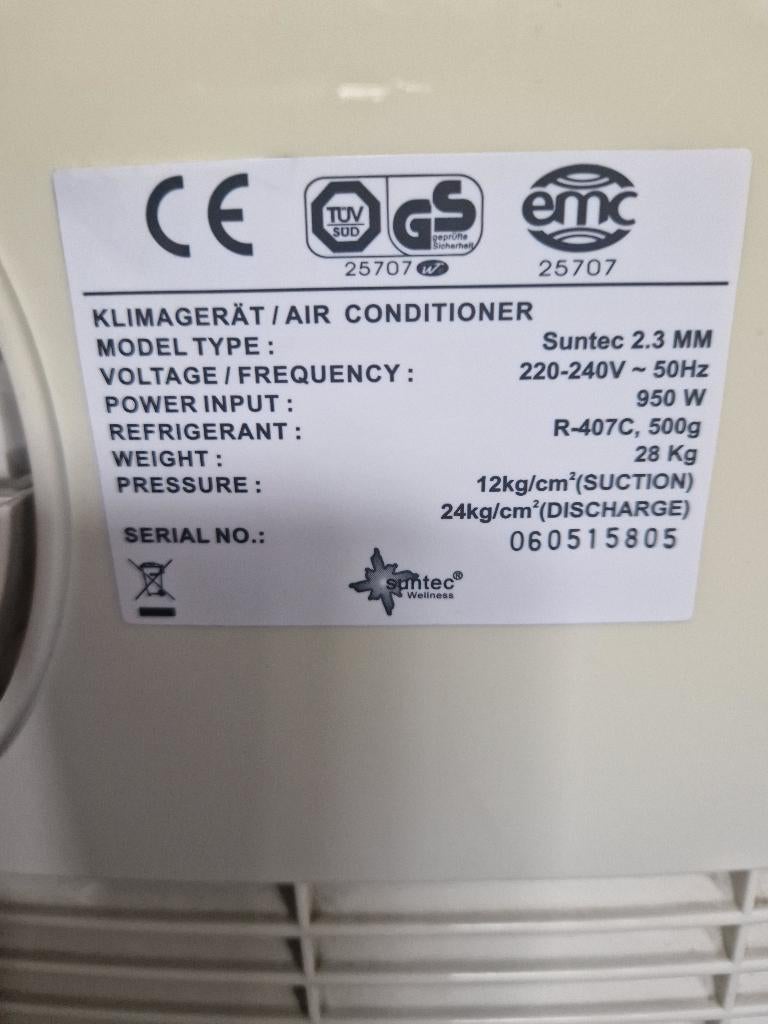 CE TÜV SÜD GS geprüfte Sicherheit emc
25707 25707
KLIMAGERÄT / AIR CONDITIONER
MODEL TYPE : Suntec 2.3 MM
VOLTAGE / FREQUENCY : 220-240V ~ 50Hz
POWER INPUT : 950 W
REFRIGERANT : R-407C, 500g
WEIGHT : 28 Kg
PRESSURE : 12kg/cm²(SUCTION)
24kg/cm²(DISCHARGE)
SERIAL NO.: 060515805
suntec®
Wellness